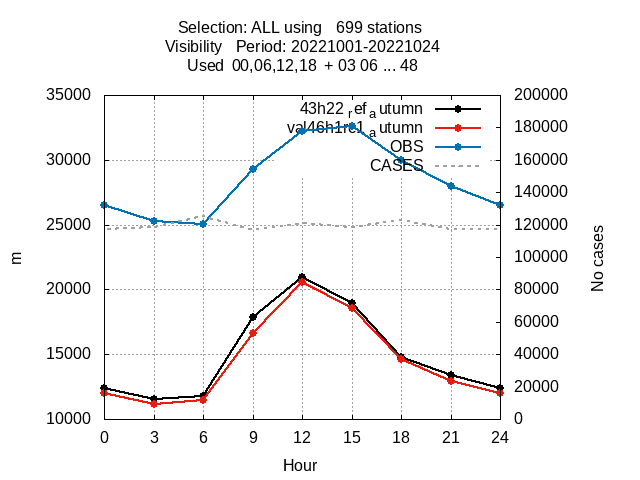 Selection: ALL using   699 stations
Visibility   Period: 20221001-20221024
Used  00,06,12,18  + 03 06 ... 48
35000
30000
25000
20000
15000
10000
200000
180000
160000
140000
120000
100000
80000
60000
40000
20000
0
43h22_ref_autumn
val46h1re1_autumn
OBS
CASES
m
No cases
0 3 6 9 12 15 18 21 24
Hour